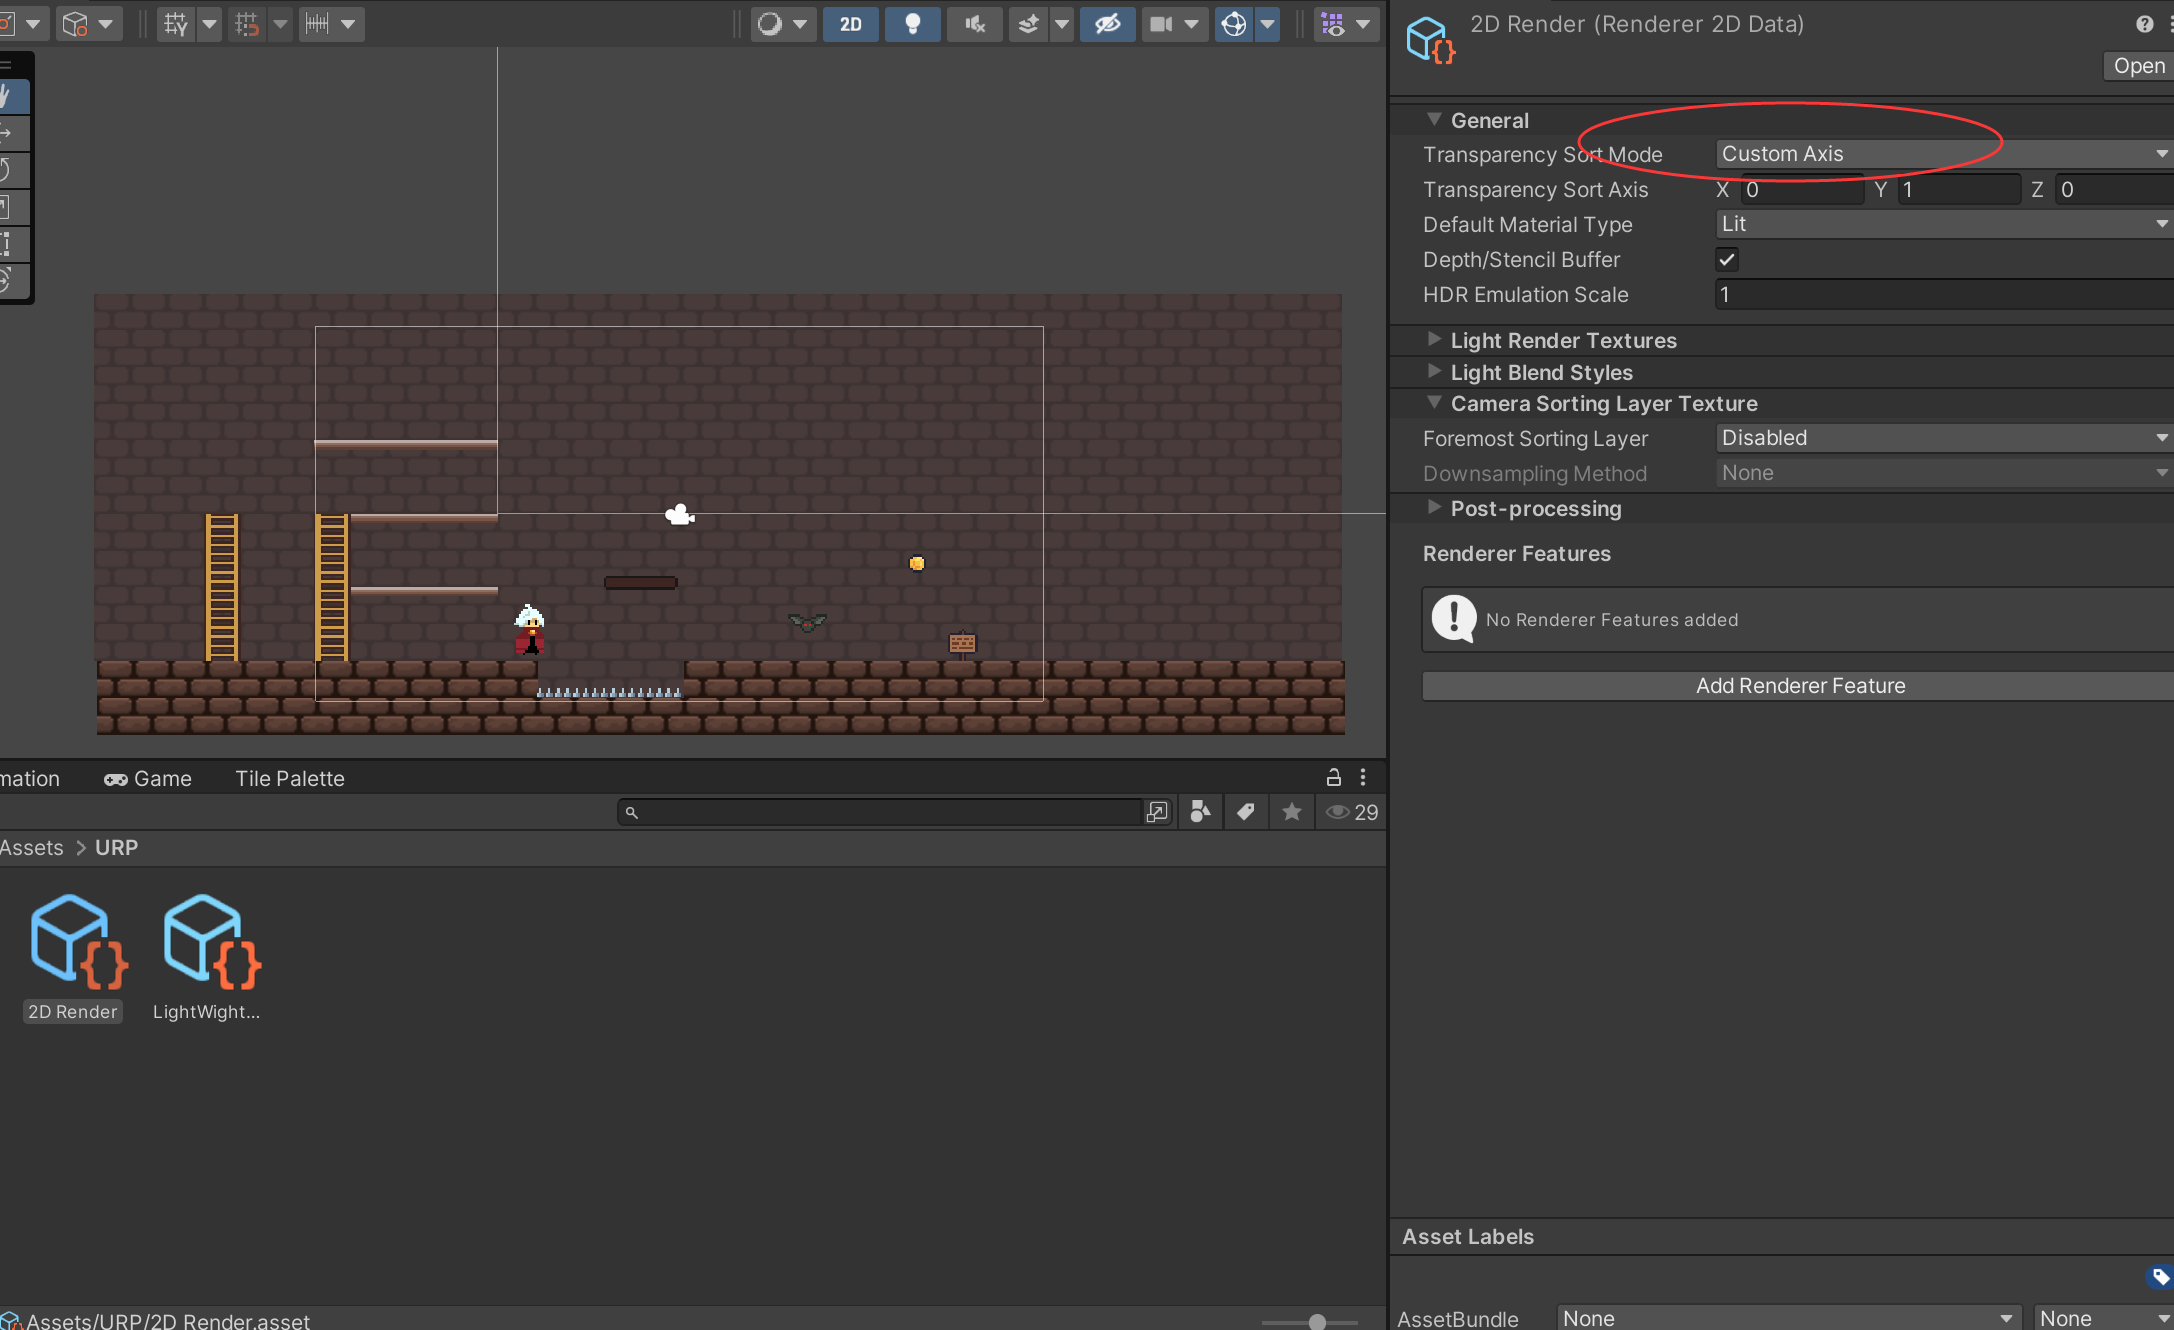 2D
2D Render (Renderer 2D Data)
Open
General
Transparency Sort Mode Custom Axis
Transparency Sort Axis X 0 Y 1 Z 0
Default Material Type Lit
Depth/Stencil Buffer
HDR Emulation Scale 1
Light Render Textures
Light Blend Styles
Camera Sorting Layer Texture
Foremost Sorting Layer Disabled
Downsampling Method None
Post-processing
Renderer Features
No Renderer Features added
Add Renderer Feature
mation Game Tile Palette
29
Assets > URP
2D Render LightWight...
Assets/URP/2D Render.asset
Asset Labels
AssetBundle None None